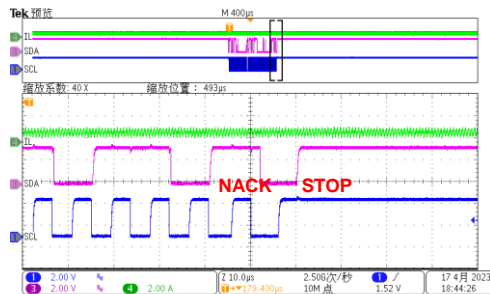 Tek 预览 M 400µs
IL
SDA
SCL
缩放系数: 40 X 缩放位置: 493µs
IL
SDA NACK STOP
SCL
1 2.00 V Z 10.0µs 2.50G次/秒 1 17 4月 2023
3 2.00 V 4 2.00 A T→▼179.400µs 10M 点 1.52 V 18:44:26